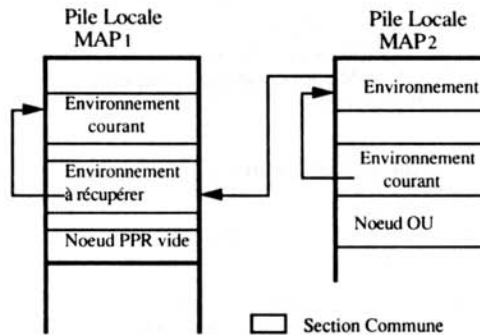 Pile Locale
MAP1
Pile Locale
MAP2
Environnement
courant
Environnement
à récupérer
Noeud PPR vide
Environnement
Environnement
courant
Noeud OU
Section Commune